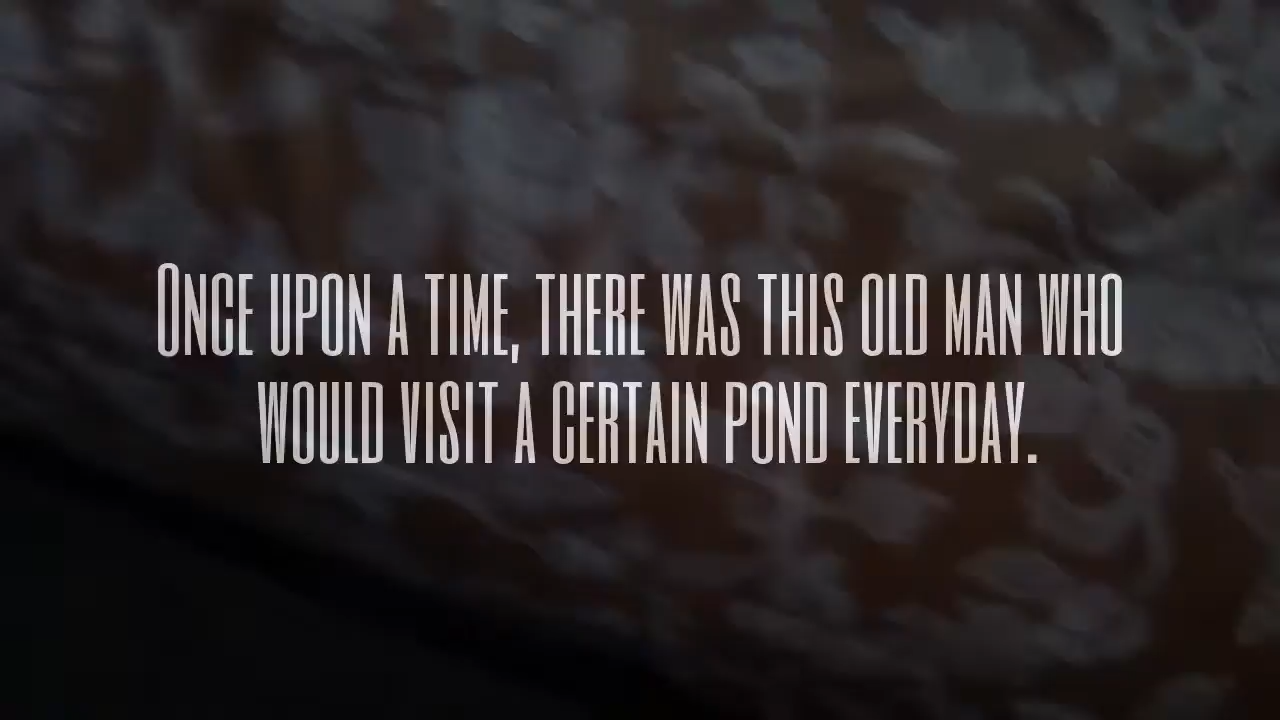 Once upon a time, there was this old man who
would visit a certain pond everyday.